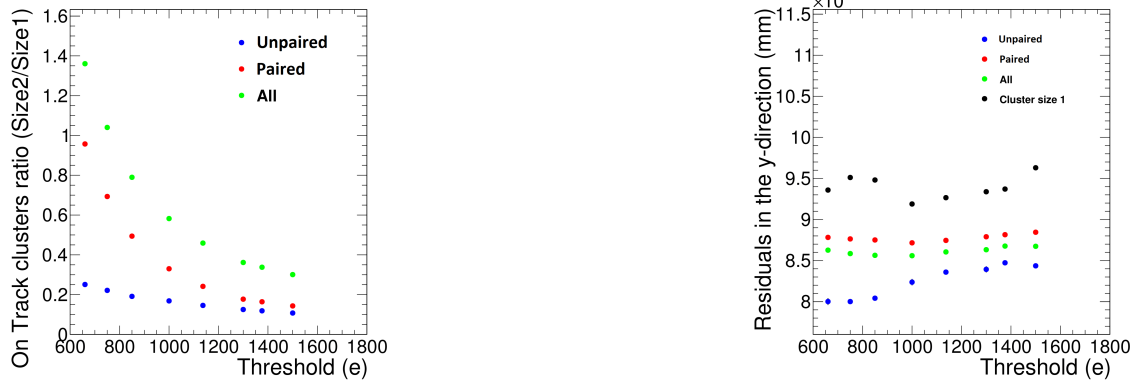 On Track clusters ratio (Size2/Size1)
1.6
1.4
1.2
1
0.8
0.6
0.4
0.2
0
Unpaired
Paired
All
600 800 1000 1200 1400 1600 1800
Threshold (e)
Residuals in the y-direction (mm)
11.5
11
10.5
10
9.5
9
8.5
8
Unpaired
Paired
All
Cluster size 1
600 800 1000 1200 1400 1600 1800
Threshold (e)